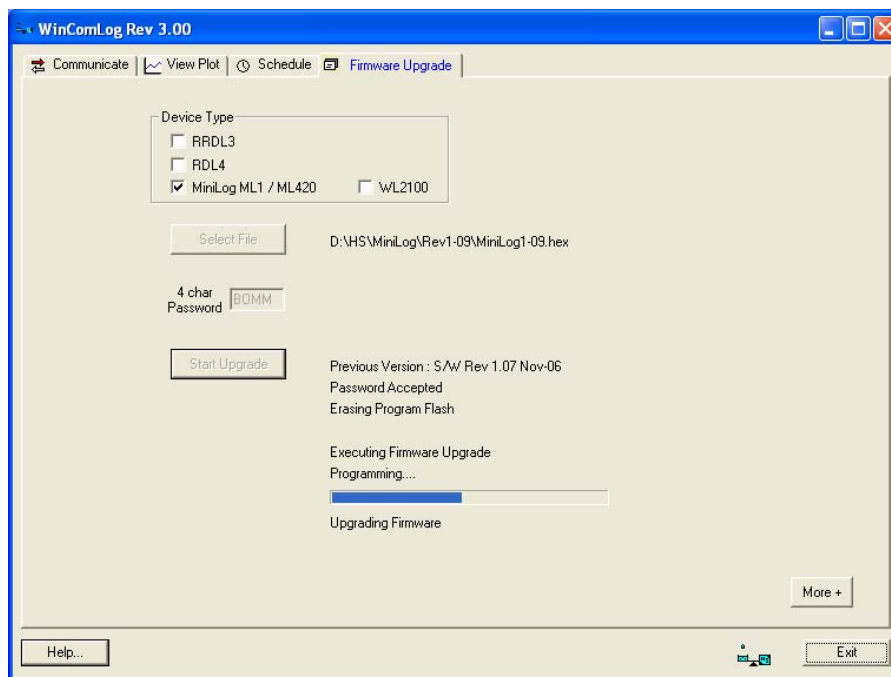 WinComLog Rev 3.00
Communicate View Plot Schedule Firmware Upgrade
Device Type
RRDL3
RDL4
MiniLog ML1 / ML420 WL2100
Select File D:\HS\MiniLog\Rev1-09\MiniLog1-09.hex
4 char
Password BOMM
Start Upgrade Previous Version : S/W Rev 1.07 Nov-06
Password Accepted
Erasing Program Flash
Executing Firmware Upgrade
Programming....
Upgrading Firmware
More +
Help... Exit